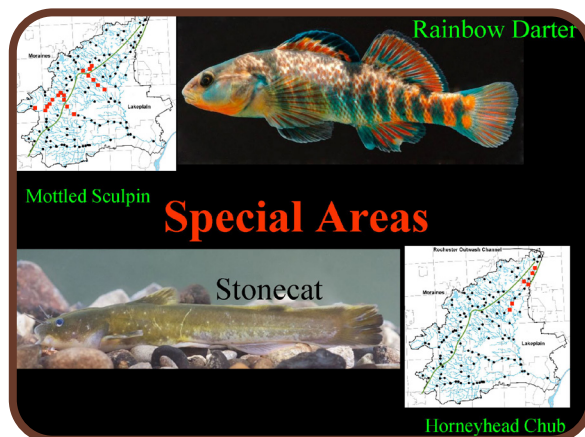 Rainbow Darter
Moraines
Lakeplain
Mottled Sculpin
Special Areas
Stonecat
Rochester Outwash Channel
Moraines
Lakeplain
Horneyhead Chub